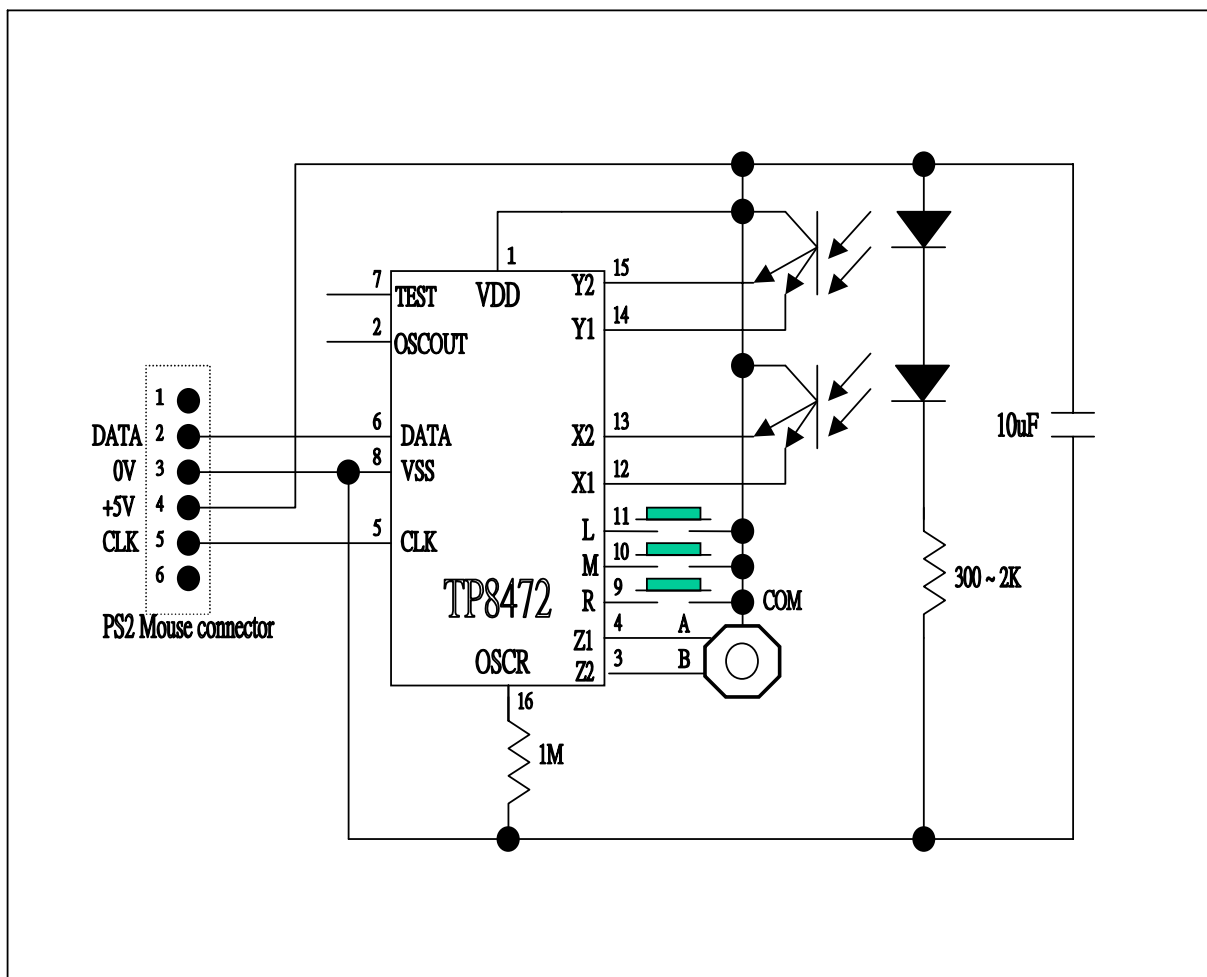 1
15
7
TEST
VDD
Y2
14
2
OSCOUT
Y1
1
10uF
DATA
2
6
DATA
13
X2
0V
3
8
VSS
12
X1
+5V
4
11
L
CLK
5
5
CLK
10
M
6
9
R
300 ~ 2K
COM
TP8472
PS2 Mouse connector
4
A
Z1
OSCR
3
B
Z2
16
1M